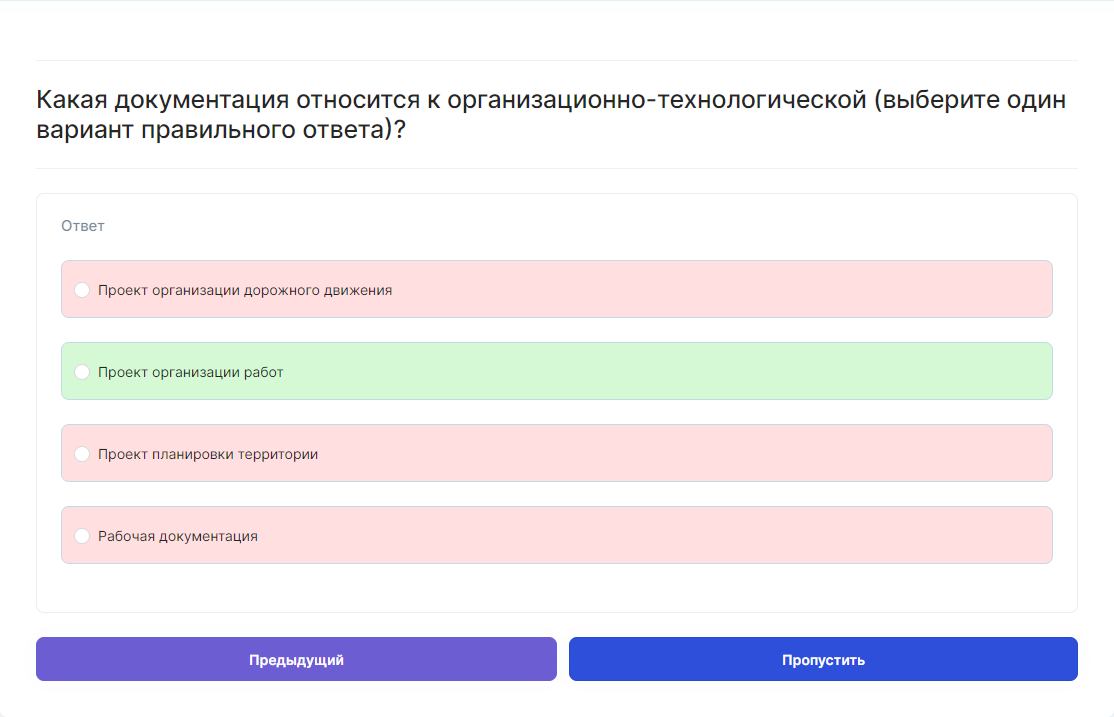 Какая документация относится к организационно-технологической (выберите один
вариант правильного ответа)?
Ответ
Проект организации дорожного движения
Проект организации работ
Проект планировки территории
Рабочая документация
Предыдущий
Пропустить